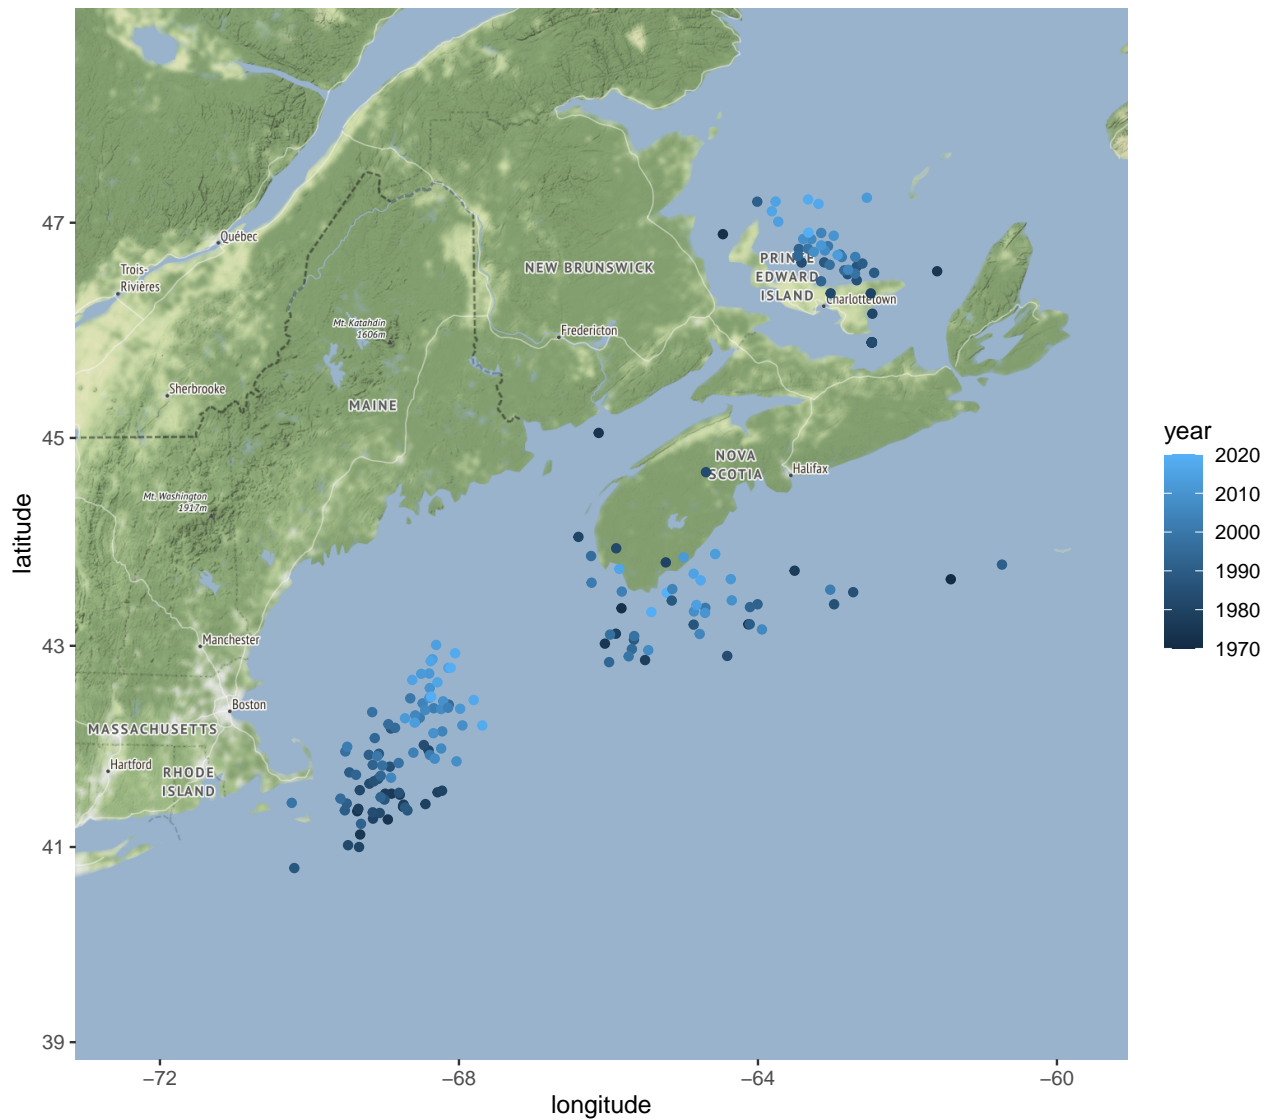 47
45
43
41
39
latitude
−72
−68
−64
−60
longitude
Québec
Trois-
Rivières
Sherbrooke
Mt. Katahdin
1606m
MAINE
Mt. Washington
1917m
NEW BRUNSWICK
Fredericton
PRINCE
EDWARD
ISLAND
Charlottetown
NOVA
SCOTIA
Halifax
Manchester
Boston
MASSACHUSETTS
Hartford
RHODE
ISLAND
year
2020
2010
2000
1990
1980
1970